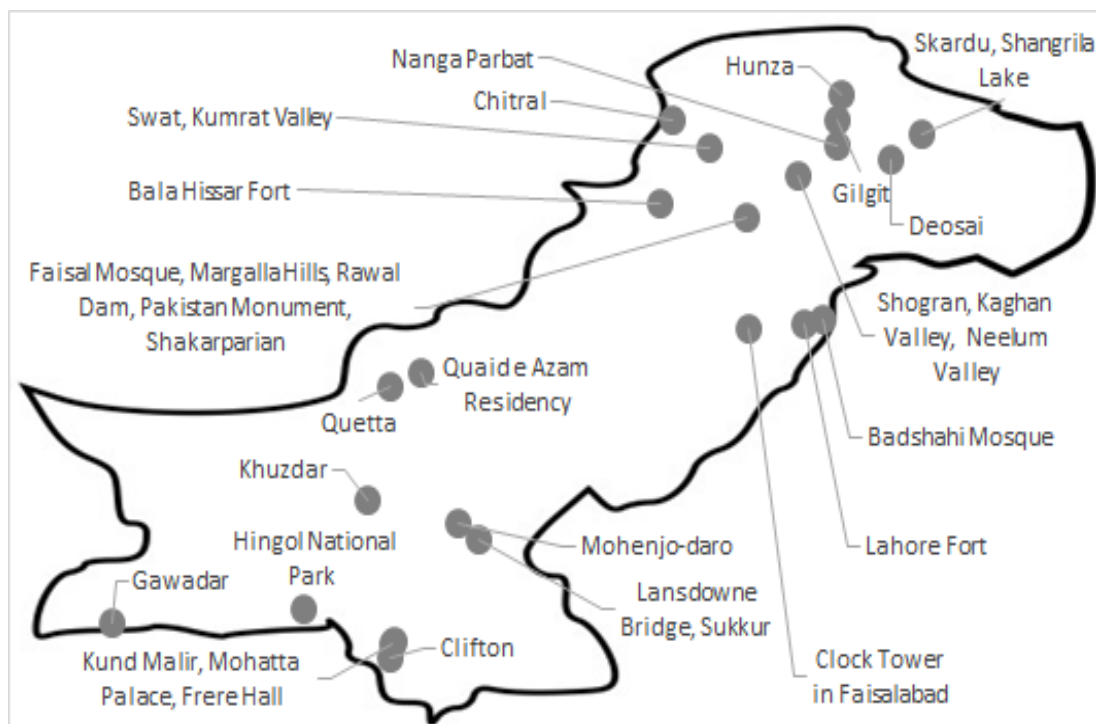 Skardu, Shangrila
Lake
Nanga Parbat
Hunza
Chitral
Swat, Kumrat Valley
Bala Hissar Fort
Gilgit
Deosai
Faisal Mosque, Margalla Hills, Rawal
Dam, Pakistan Monument,
Shakarparian
Shogran, Kaghan
Valley, Neelum
Valley
Quaid e Azam
Residency
Quetta
Badshahi Mosque
Khuzdar
Hingol National
Park
Mohenjo-daro
Lahore Fort
Gawadar
Lansdowne
Bridge, Sukkur
Clifton
Kund Malir, Mohatta
Palace, Frere Hall
Clock Tower
in Faisalabad